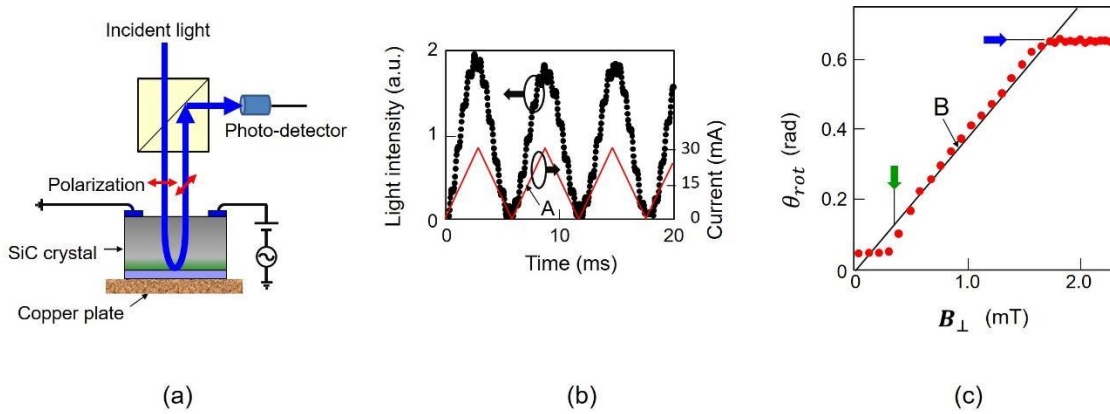 Incident light
Photo-detector
Polarization
SiC crystal
Copper plate
(a)
Light intensity (a.u.)
2
1
0
A
30
15
0
Current (mA)
0 10 20
Time (ms)
(b)
θrot (rad)
0.6
0.4
0.2
0
B
0 1.0 2.0
B⊥ (mT)
(c)